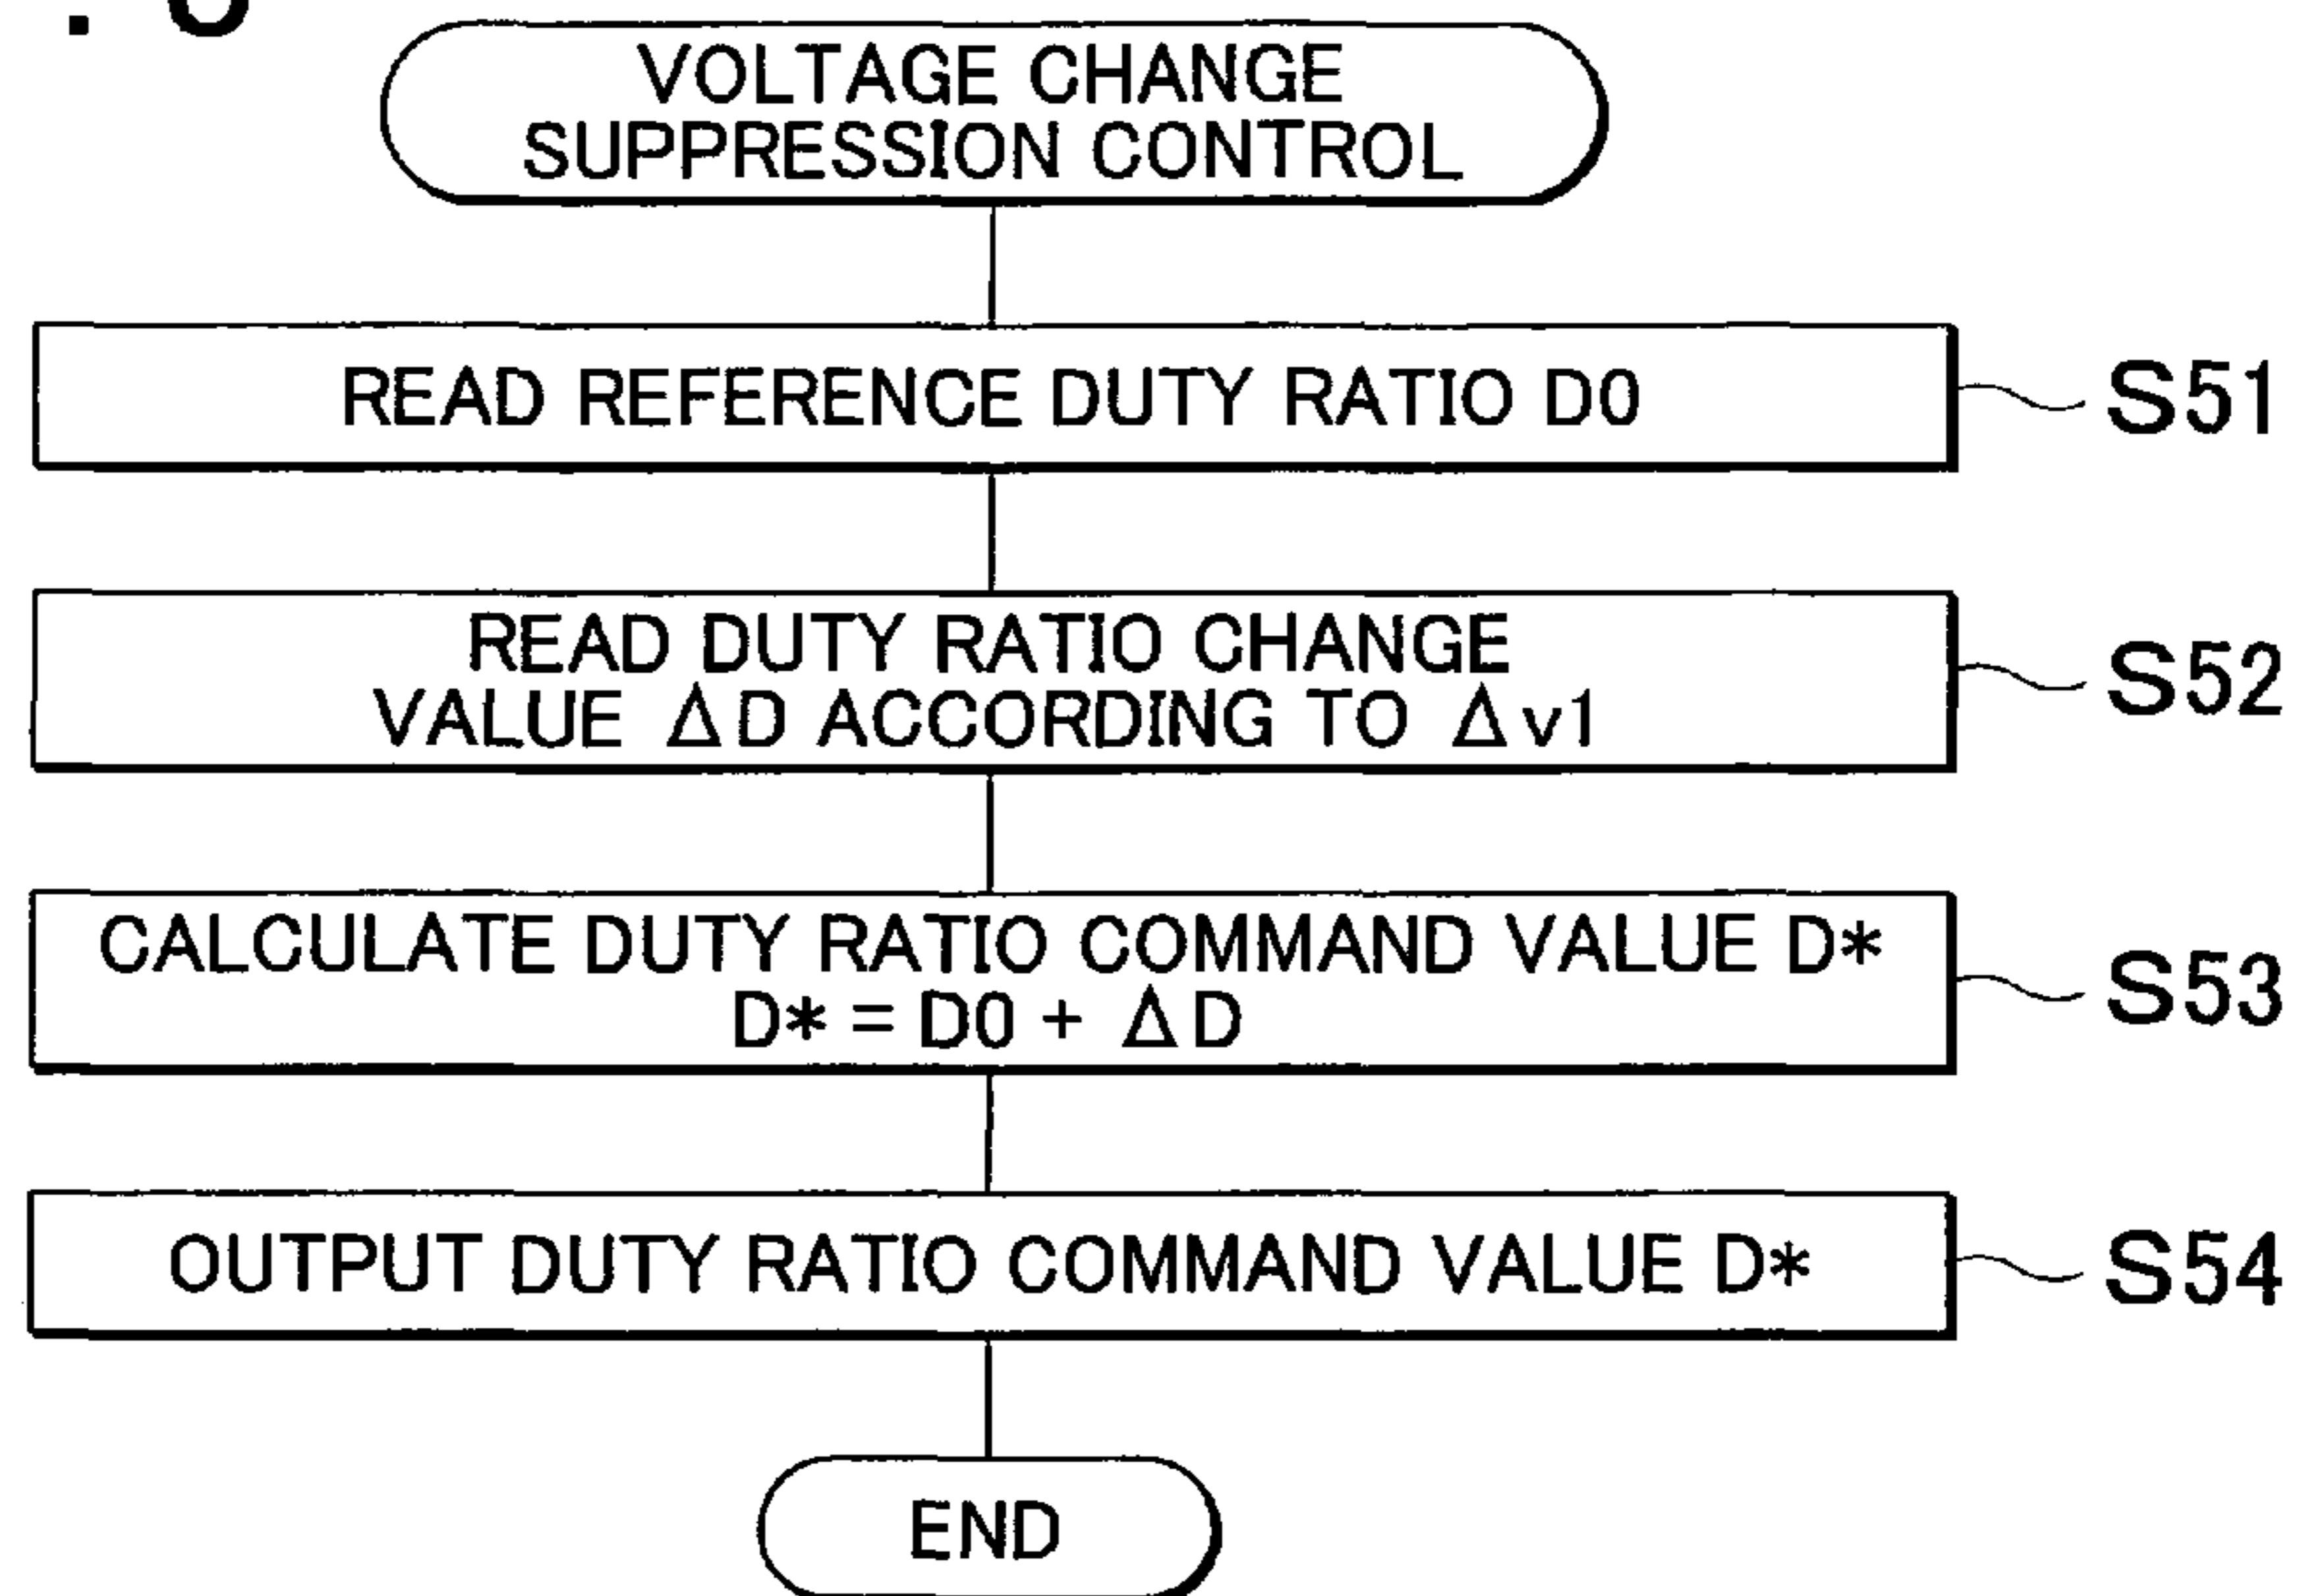 VOLTAGE CHANGE
SUPPRESSION CONTROL
READ REFERENCE DUTY RATIO D0
S51
READ DUTY RATIO CHANGE
VALUE ΔD ACCORDING TO Δv1
S52
CALCULATE DUTY RATIO COMMAND VALUE D*
D* = D0 + ΔD
S53
OUTPUT DUTY RATIO COMMAND VALUE D*
S54
END